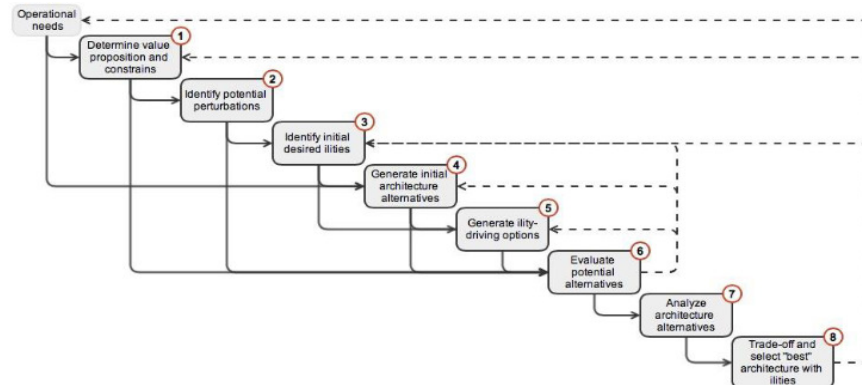 Operational
needs
1
Determine value
proposition and
constrains
2
Identify potential
perturbations
3
Identify initial
desired ilities
4
Generate initial
architecture
alternatives
5
Generate ility-
driving options
6
Evaluate
potential
alternatives
7
Analyze
architecture
alternatives
8
Trade-off and
select "best"
architecture with
ilities